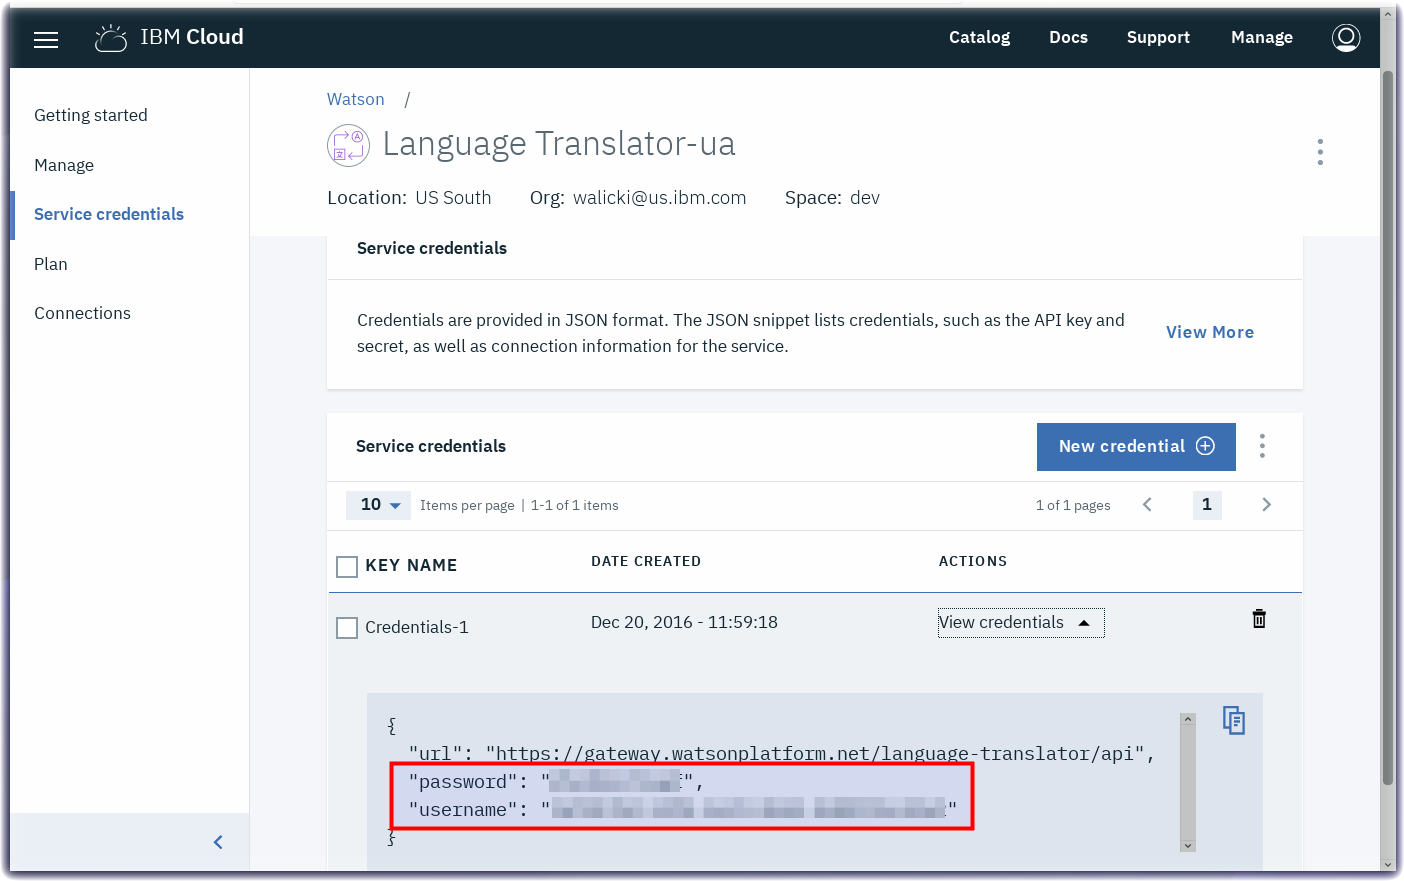 IBM Cloud
Catalog Docs Support Manage
Getting started
Manage
Service credentials
Plan
Connections
Watson /
Language Translator-ua
Location: US South Org: walicki@us.ibm.com Space: dev
Service credentials
Credentials are provided in JSON format. The JSON snippet lists credentials, such as the API key and
secret, as well as connection information for the service.
View More
Service credentials
New credential
10 Items per page | 1-1 of 1 items 1 of 1 pages 1
KEY NAME DATE CREATED ACTIONS
Credentials-1 Dec 20, 2016 - 11:59:18 View credentials
{
"url": "https://gateway.watsonplatform.net/language-translator/api",
"password": "",
"username": ""
}